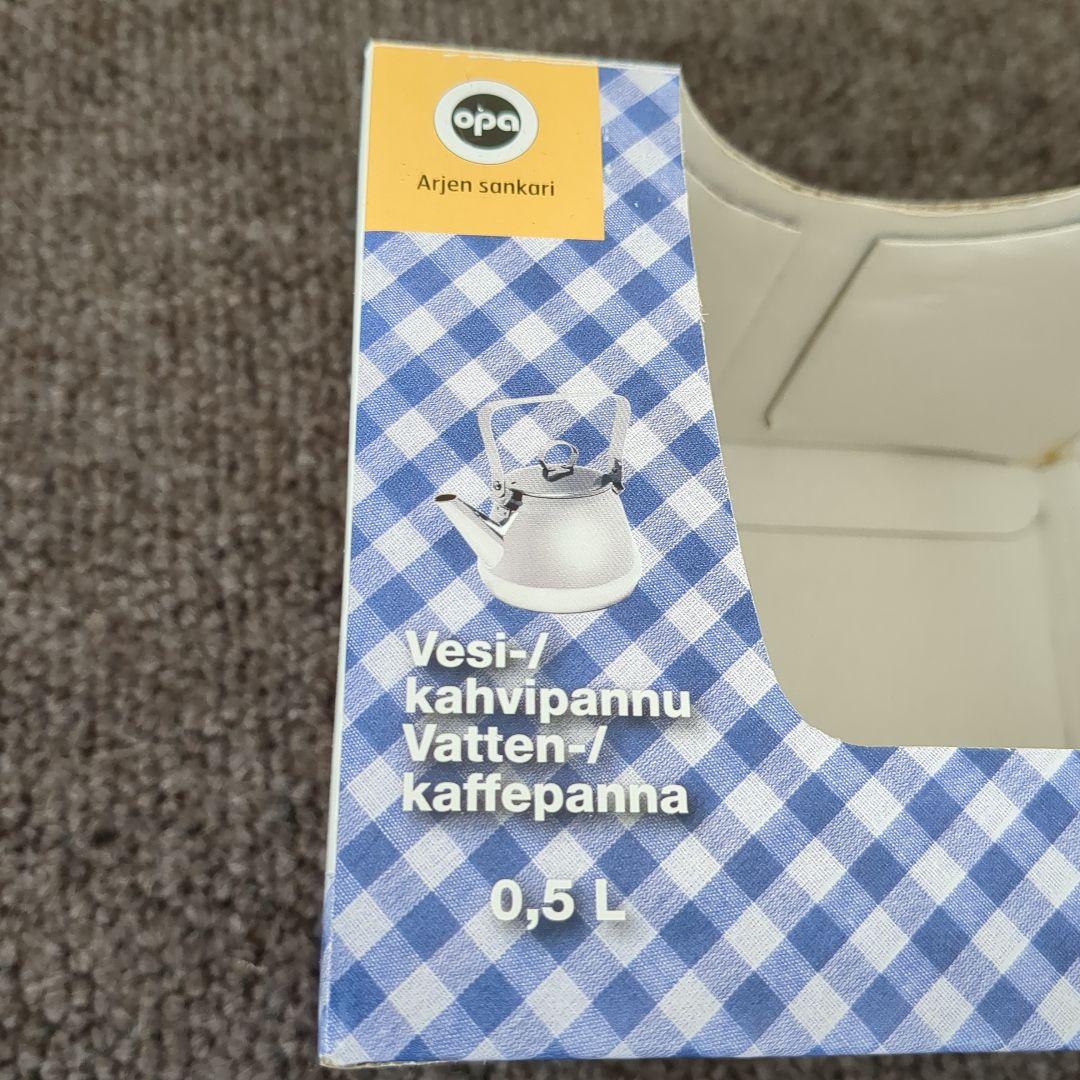 opa
Arjen sankari
Vesi-/
kahvipannu
Vatten-/
kaffepanna
0,5 L